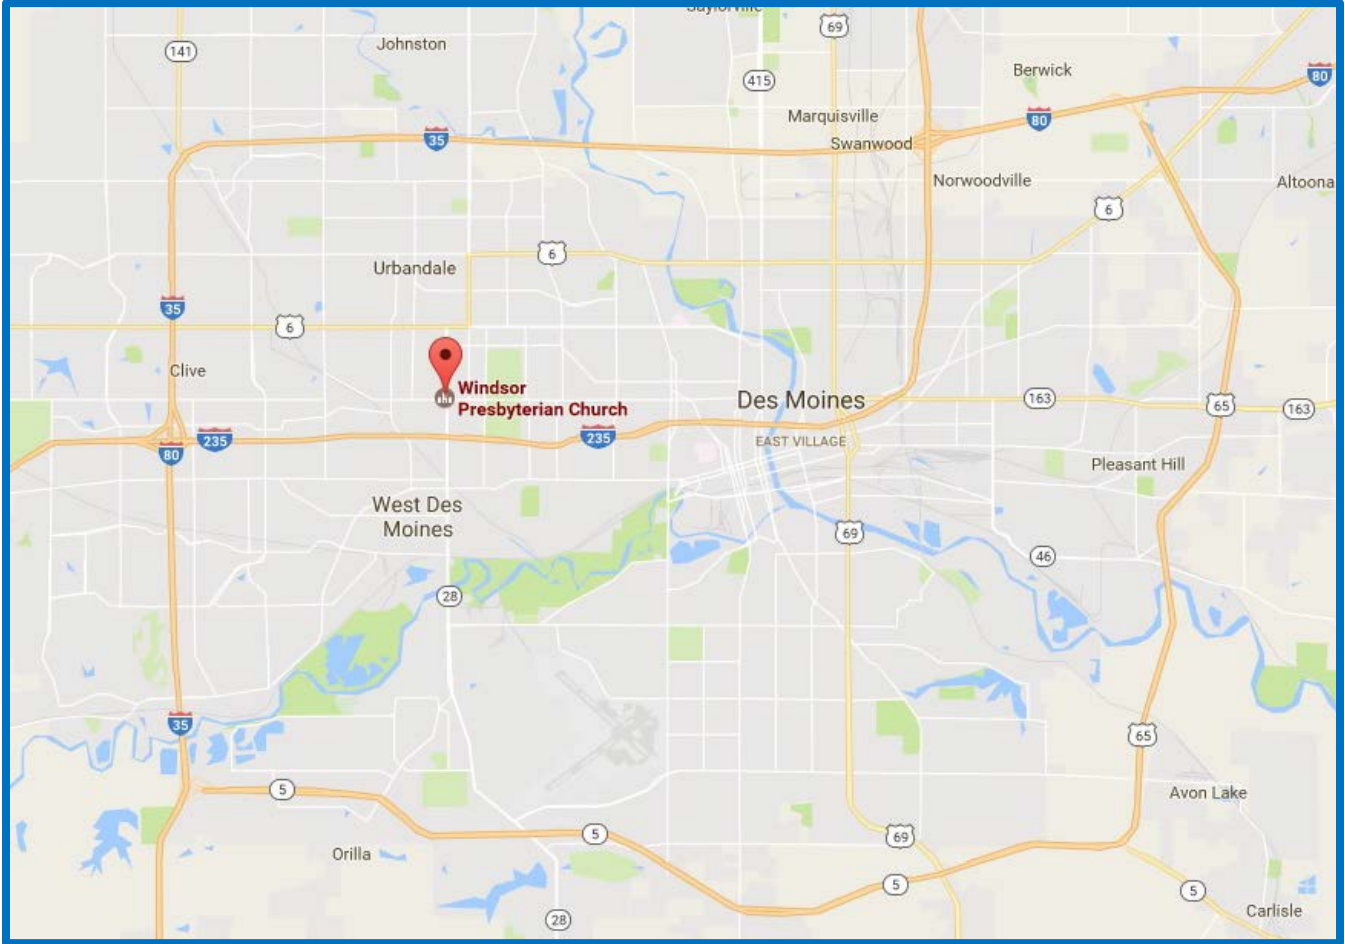 Saylorville
69
141
Johnston
80
Berwick
415
Marquisville
80
35
Swanwood
Norwoodville
Altoona
6
6
Urbandale
35
6
Clive
Windsor
Presbyterian Church
Des Moines
163
65
163
235
235
EAST VILLAGE
80
Pleasant Hill
West Des
Moines
69
46
28
35
65
5
Avon Lake
5
69
Orilla
5
5
28
Carlisle